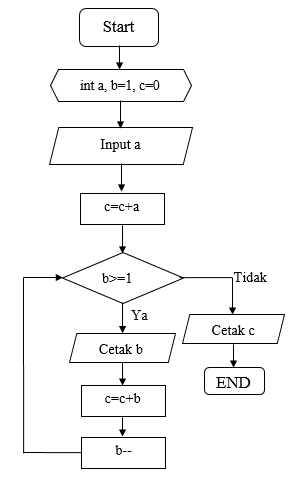 Start
int a, b=1, c=0
Input a
c=c+a
b>=1
Tidak
Ya
Cetak b
Cetak c
c=c+b
END
b--